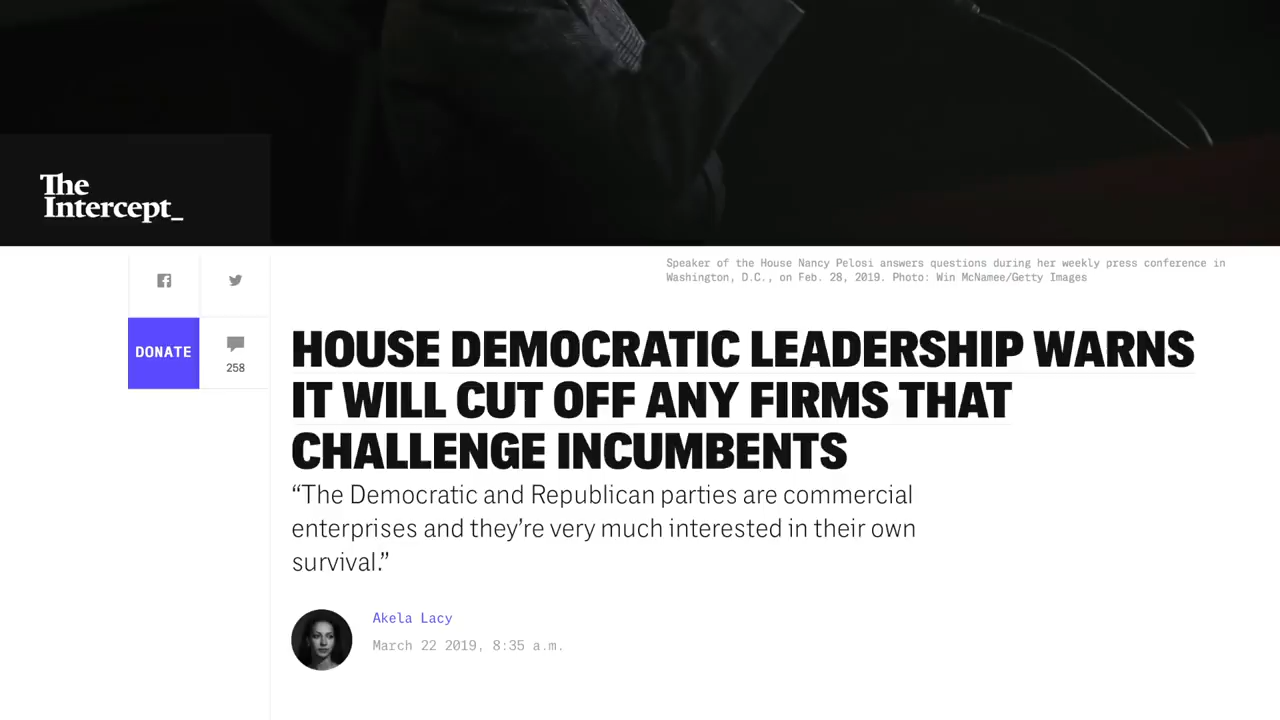 The
Intercept_
Speaker of the House Nancy Pelosi answers questions during her weekly press conference in
Washington, D.C., on Feb. 28, 2019. Photo: Win McNamee/Getty Images
DONATE
258
HOUSE DEMOCRATIC LEADERSHIP WARNS
IT WILL CUT OFF ANY FIRMS THAT
CHALLENGE INCUMBENTS
“The Democratic and Republican parties are commercial
enterprises and they’re very much interested in their own
survival.”
Akela Lacy
March 22 2019, 8:35 a.m.